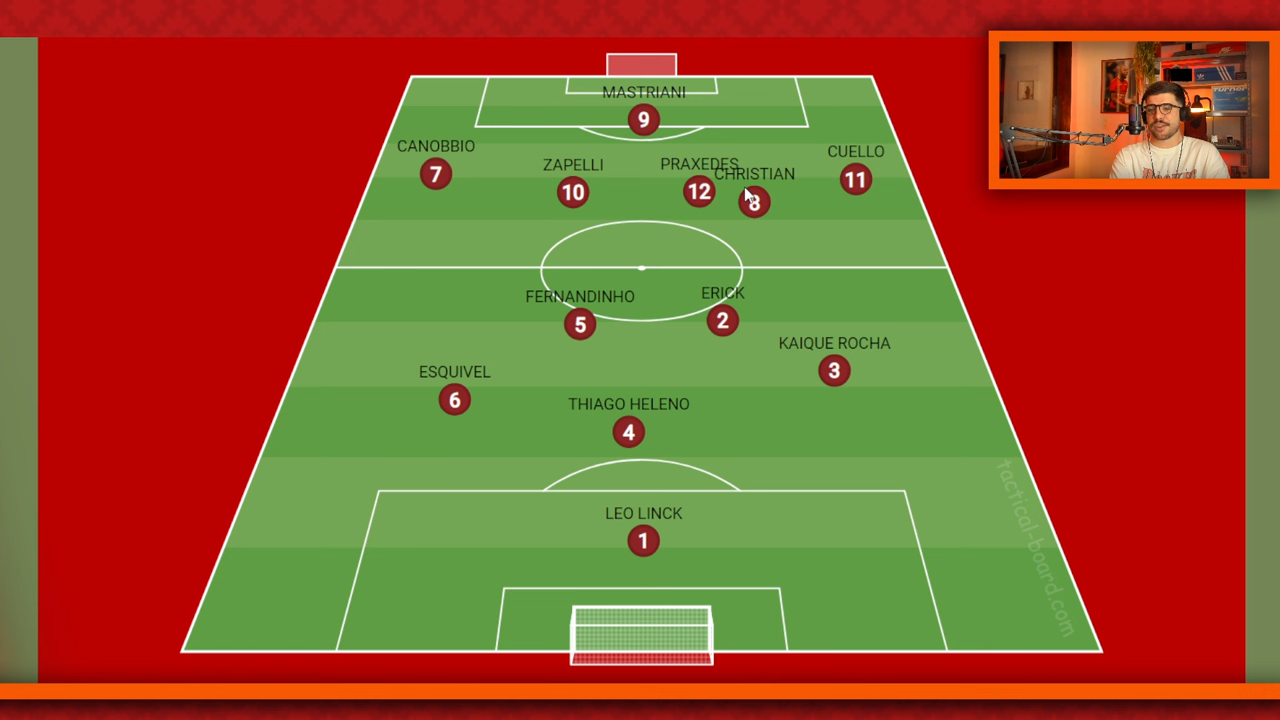 MASTRIANI
9
CANOBBIO
7
ZAPELLI
10
PRAXEDES
12
CHRISTIAN
8
CUELLO
11
FERNANDINHO
5
ERICK
2
KAIQUE ROCHA
3
ESQUIVEL
6
THIAGO HELENO
4
LEO LINCK
1
tactical-board.com